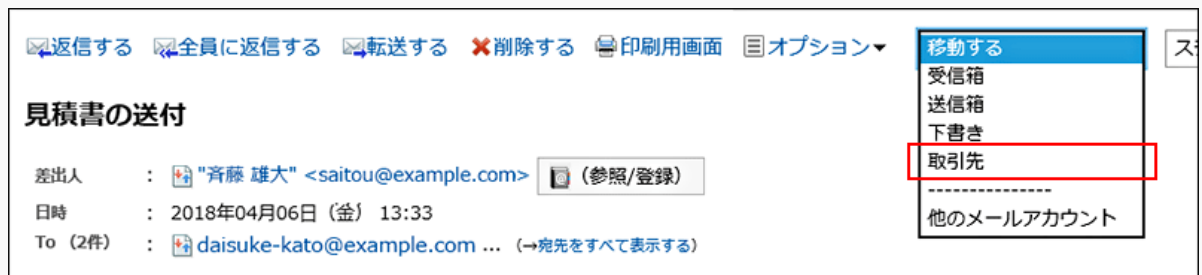 返信する 全員に返信する 転送する 削除する 印刷用画面 オプション▼
移動する
受信箱
送信箱
下書き
取引先
---------------
他のメールアカウント
見積書の送付
差出人 : "斉藤 雄大" <saitou@example.com> (参照/登録)
日時 : 2018年04月06日（金） 13:33
To (2件) : daisuke-kato@example.com ... (→宛先をすべて表示する)